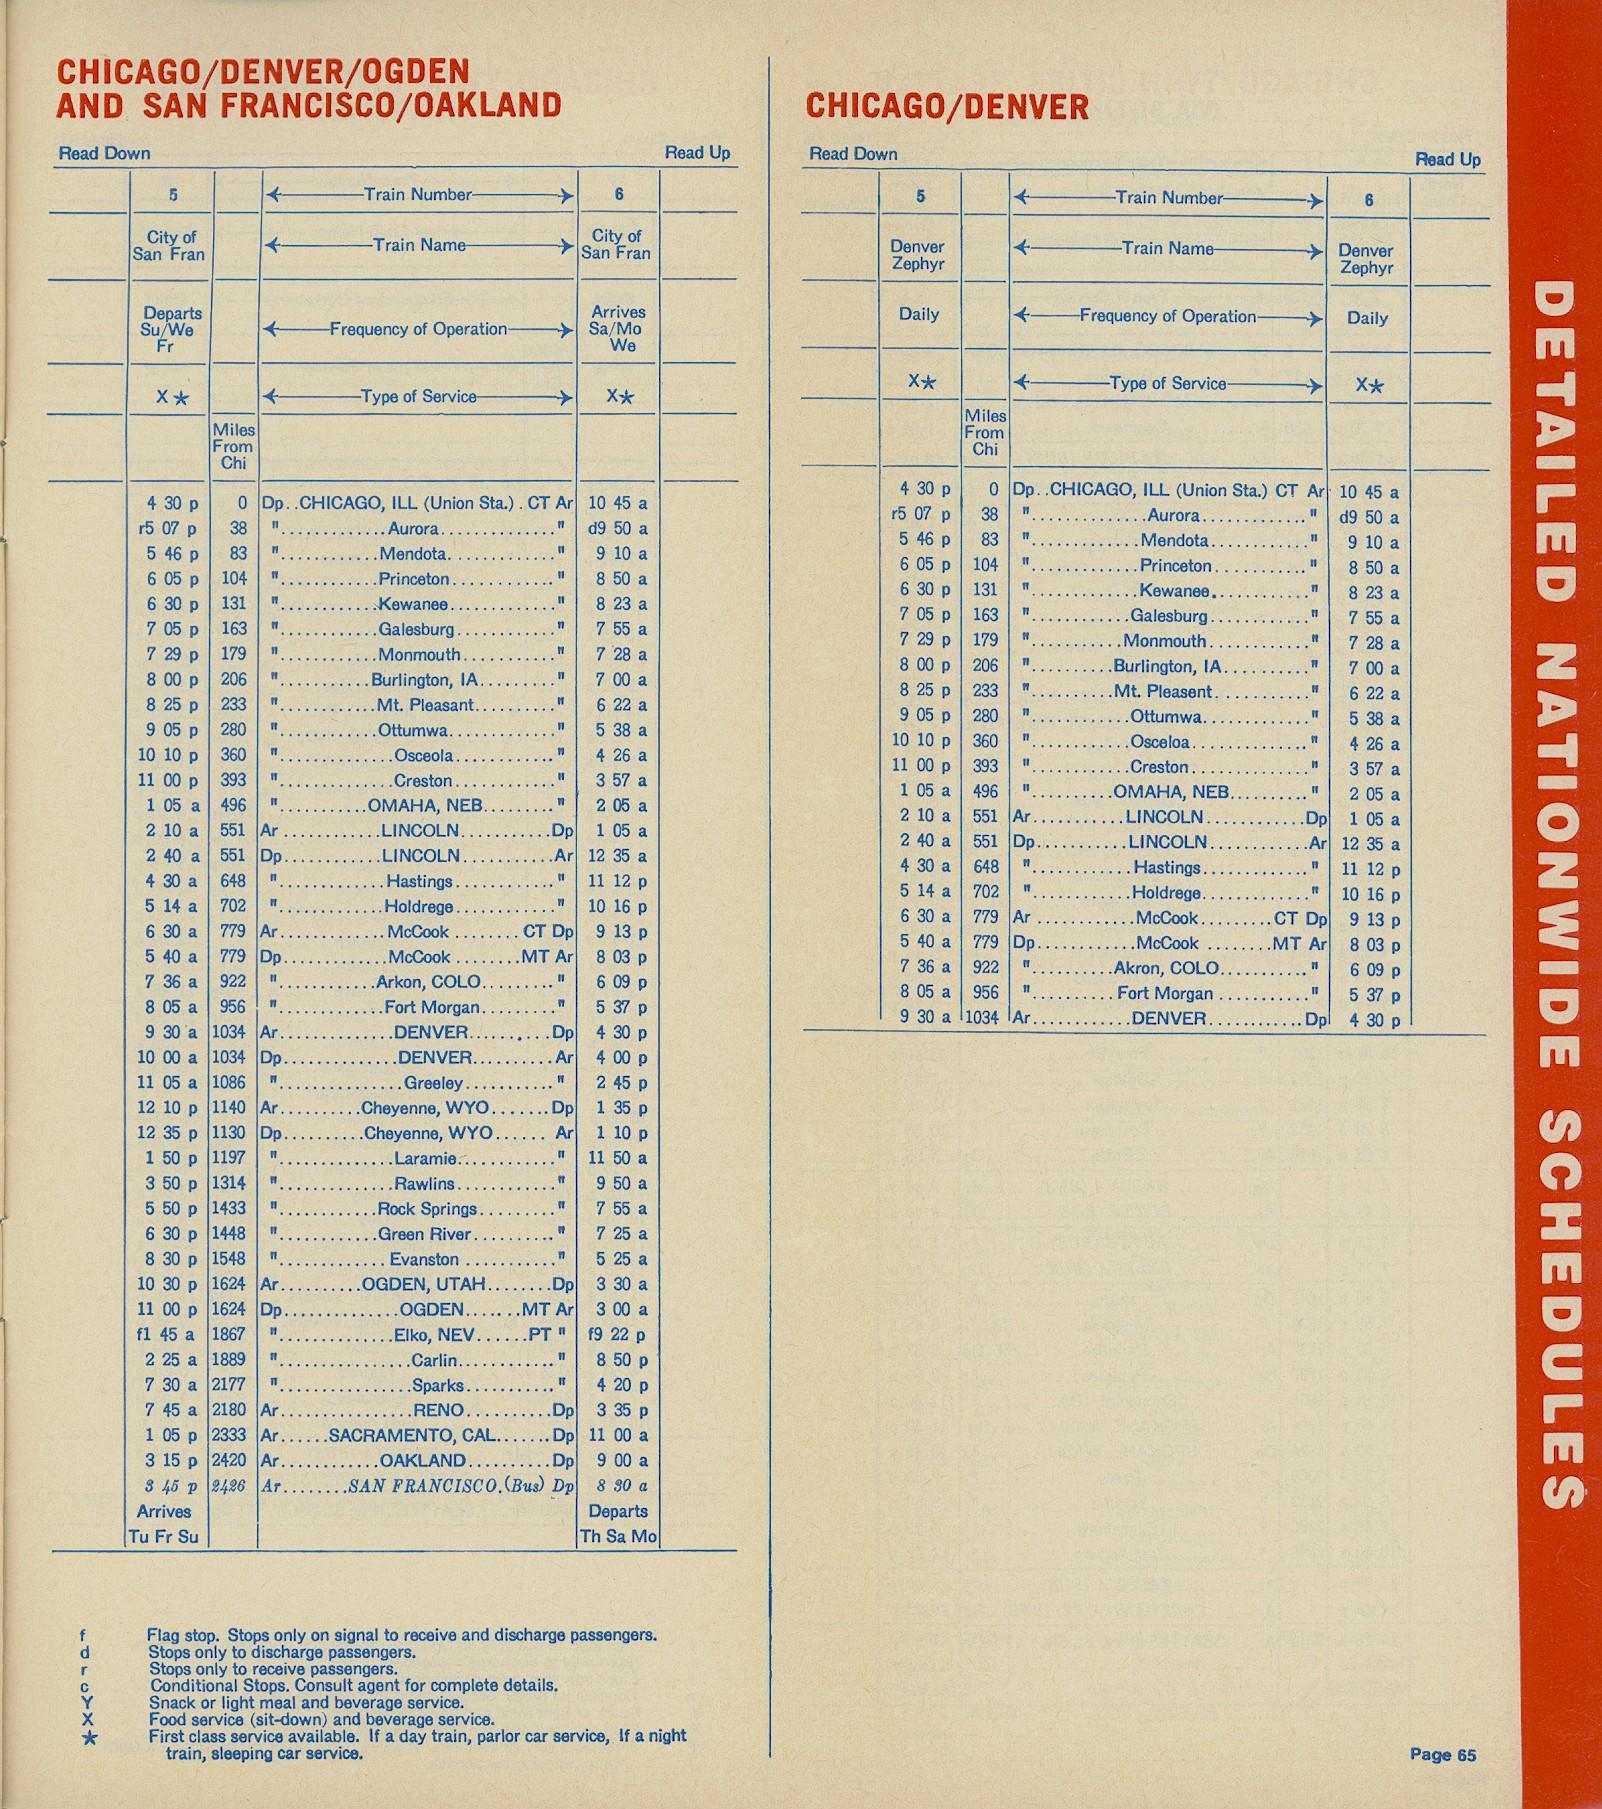 CHICAGO/DENVER/OGDEN
AND SAN FRANCISCO/OAKLAND
Read Down Read Up
5 Train Number 6
City of San Fran Train Name City of San Fran
Departs Su/We Fr Frequency of Operation Arrives Sa/Mo We
X★ Type of Service X★
Miles From Chi
4 30 p 0 Dp..CHICAGO, ILL (Union Sta.). CT Ar 10 45 a
r5 07 p 38 " Aurora " d9 50 a
5 46 p 83 " Mendota " 9 10 a
6 05 p 104 " Princeton " 8 50 a
6 30 p 131 " Kewanee " 8 23 a
7 05 p 163 " Galesburg " 7 55 a
7 29 p 179 " Monmouth " 7 28 a
8 00 p 206 " Burlington, IA " 7 00 a
8 25 p 233 " Mt. Pleasant " 6 22 a
9 05 p 280 " Ottumwa " 5 38 a
10 10 p 360 " Osceola " 4 26 a
11 00 p 393 " Creston " 3 57 a
1 05 a 496 " OMAHA, NEB " 2 05 a
2 10 a 551 Ar LINCOLN Dp 1 05 a
2 40 a 551 Dp LINCOLN Ar 12 35 a
4 30 a 648 " Hastings " 11 12 p
5 14 a 702 " Holdrege " 10 16 p
6 30 a 779 Ar McCook CT Dp 9 13 p
5 40 a 779 Dp McCook MT Ar 8 03 p
7 36 a 922 " Arkon, COLO " 6 09 p
8 05 a 956 " Fort Morgan " 5 37 p
9 30 a 1034 Ar DENVER Dp 4 30 p
10 00 a 1034 Dp DENVER Ar 4 00 p
11 05 a 1086 " Greeley " 2 45 p
12 10 p 1140 Ar Cheyenne, WYO Dp 1 35 p
12 35 p 1130 Dp Cheyenne, WYO Ar 1 10 p
1 50 p 1197 " Laramie " 11 50 a
3 50 p 1314 " Rawlins " 9 50 a
5 50 p 1433 " Rock Springs " 7 55 a
6 30 p 1448 " Green River " 7 25 a
8 30 p 1548 " Evanston " 5 25 a
10 30 p 1624 Ar OGDEN, UTAH Dp 3 30 a
11 00 p 1624 Dp OGDEN MT Ar 3 00 a
f1 45 a 1867 " Elko, NEV PT " f9 22 p
2 25 a 1889 " Carlin " 8 50 p
7 30 a 2177 " Sparks " 4 20 p
7 45 a 2180 Ar RENO Dp 3 35 p
1 05 p 2333 Ar SACRAMENTO, CAL Dp 11 00 a
3 15 p 2420 Ar OAKLAND Dp 9 00 a
3 45 p 2426 Ar SAN FRANCISCO.(Bus) Dp 8 30 a
Arrives Departs
Tu Fr Su Th Sa Mo
f Flag stop. Stops only on signal to receive and discharge passengers.
d Stops only to discharge passengers.
r Stops only to receive passengers.
c Conditional Stops. Consult agent for complete details.
Y Snack or light meal and beverage service.
X Food service (sit-down) and beverage service.
★ First class service available. If a day train, parlor car service, If a night
train, sleeping car service.
CHICAGO/DENVER
Read Down Read Up
5 Train Number 6
Denver Zephyr Train Name Denver Zephyr
Daily Frequency of Operation Daily
X★ Type of Service X★
Miles From Chi
4 30 p 0 Dp..CHICAGO, ILL (Union Sta.) CT Ar 10 45 a
r5 07 p 38 " Aurora " d9 50 a
5 46 p 83 " Mendota " 9 10 a
6 05 p 104 " Princeton " 8 50 a
6 30 p 131 " Kewanee " 8 23 a
7 05 p 163 " Galesburg " 7 55 a
7 29 p 179 " Monmouth " 7 28 a
8 00 p 206 " Burlington, IA " 7 00 a
8 25 p 233 " Mt. Pleasent " 6 22 a
9 05 p 280 " Ottumwa " 5 38 a
10 10 p 360 " Osceloa " 4 26 a
11 00 p 393 " Creston " 3 57 a
1 05 a 496 " OMAHA, NEB " 2 05 a
2 10 a 551 Ar LINCOLN Dp 1 05 a
2 40 a 551 Dp LINCOLN Ar 12 35 a
4 30 a 648 " Hastings " 11 12 p
5 14 a 702 " Holdrege " 10 16 p
6 30 a 779 Ar McCook CT Dp 9 13 p
5 40 a 779 Dp McCook MT Ar 8 03 p
7 36 a 922 " Akron, COLO " 6 09 p
8 05 a 956 " Fort Morgan " 5 37 p
9 30 a 1034 Ar DENVER Dp 4 30 p
Page 65
DETAILED NATIONWIDE SCHEDULES